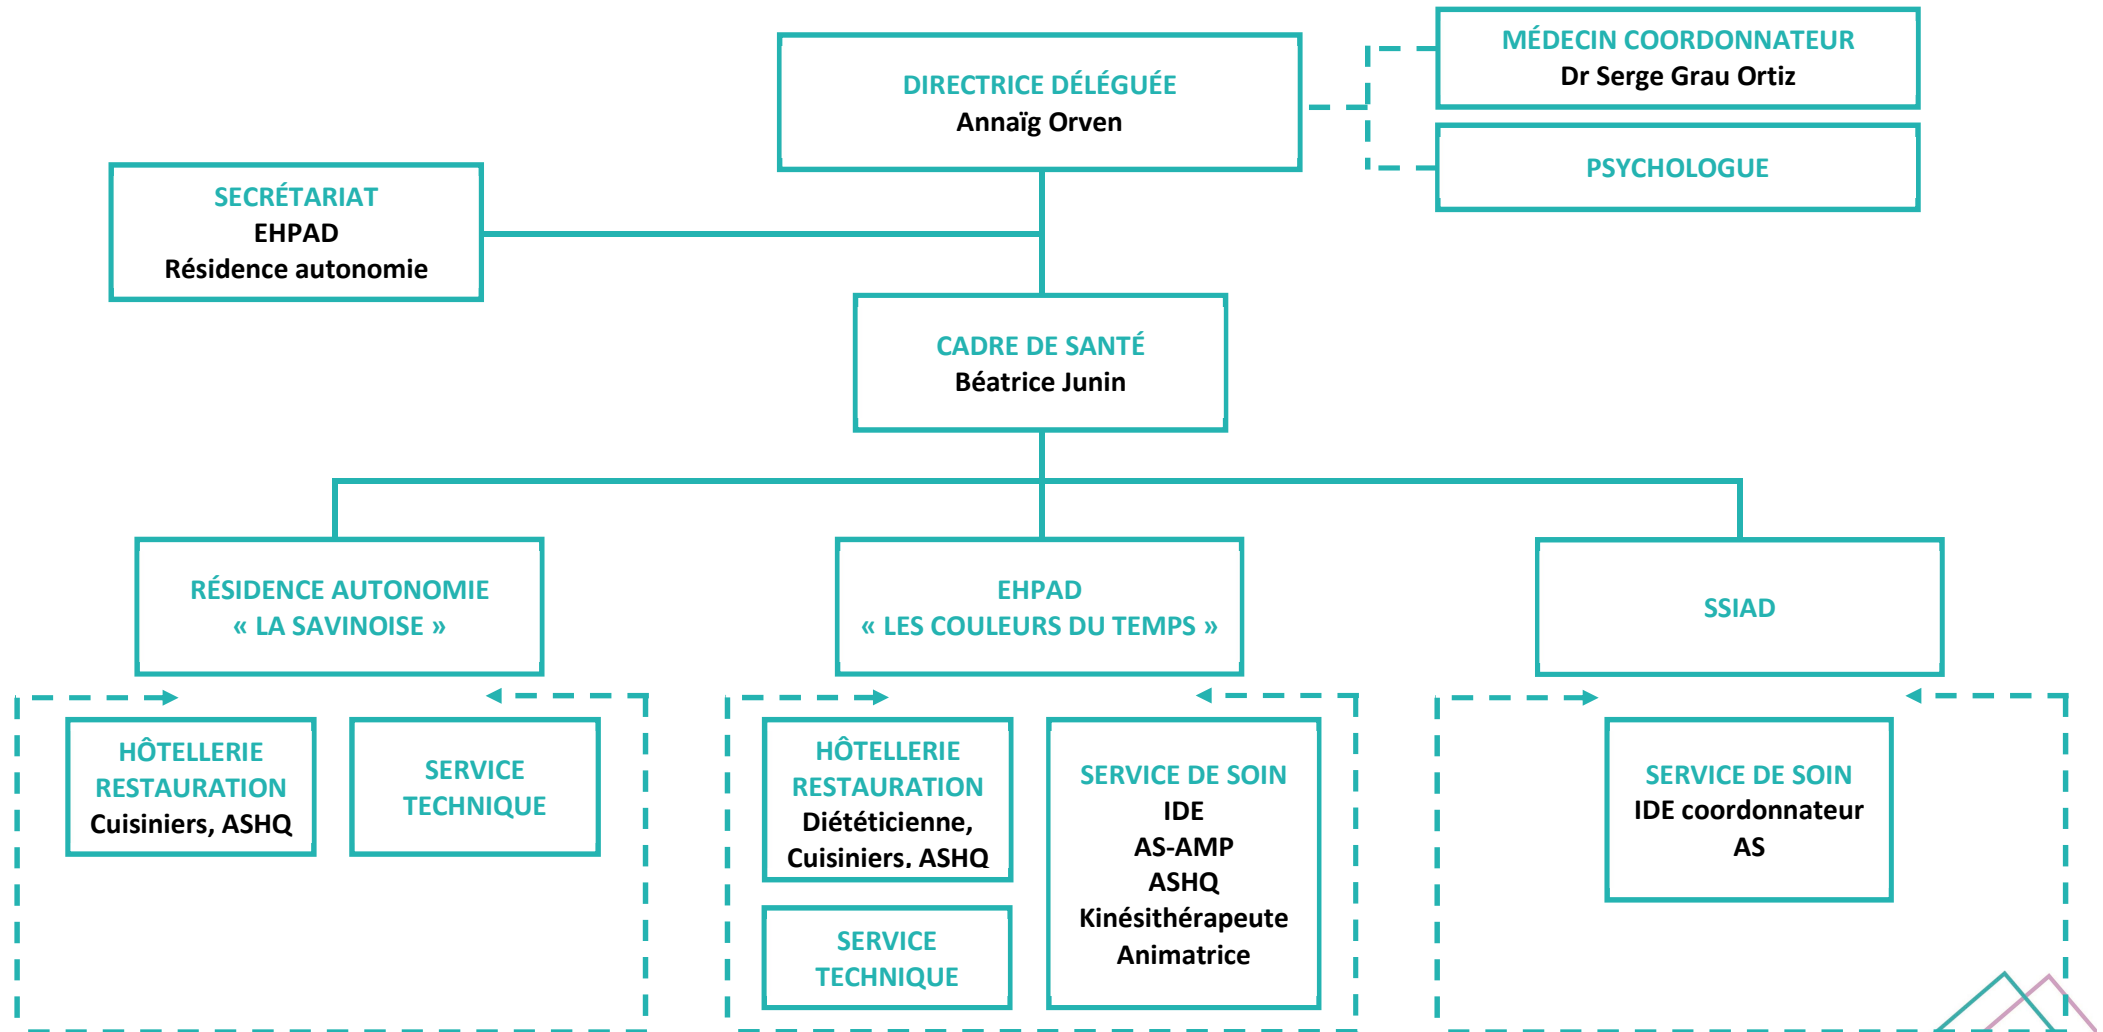 DIRECTRICE DÉLÉGUÉE
Annaïg Orven
MÉDECIN COORDONNATEUR
Dr Serge Grau Ortiz
PSYCHOLOGUE
SECRÉTARIAT
EHPAD
Résidence autonomie
CADRE DE SANTÉ
Béatrice Junin
RÉSIDENCE AUTONOMIE
« LA SAVINOISE »
EHPAD
« LES COULEURS DU TEMPS »
SSIAD
HÔTELLERIE
RESTAURATION
Cuisiniers, ASHQ
SERVICE
TECHNIQUE
HÔTELLERIE
RESTAURATION
Diététicienne,
Cuisiniers, ASHQ
SERVICE
TECHNIQUE
SERVICE DE SOIN
IDE
AS-AMP
ASHQ
Kinésithérapeute
Animatrice
SERVICE DE SOIN
IDE coordonnateur
AS